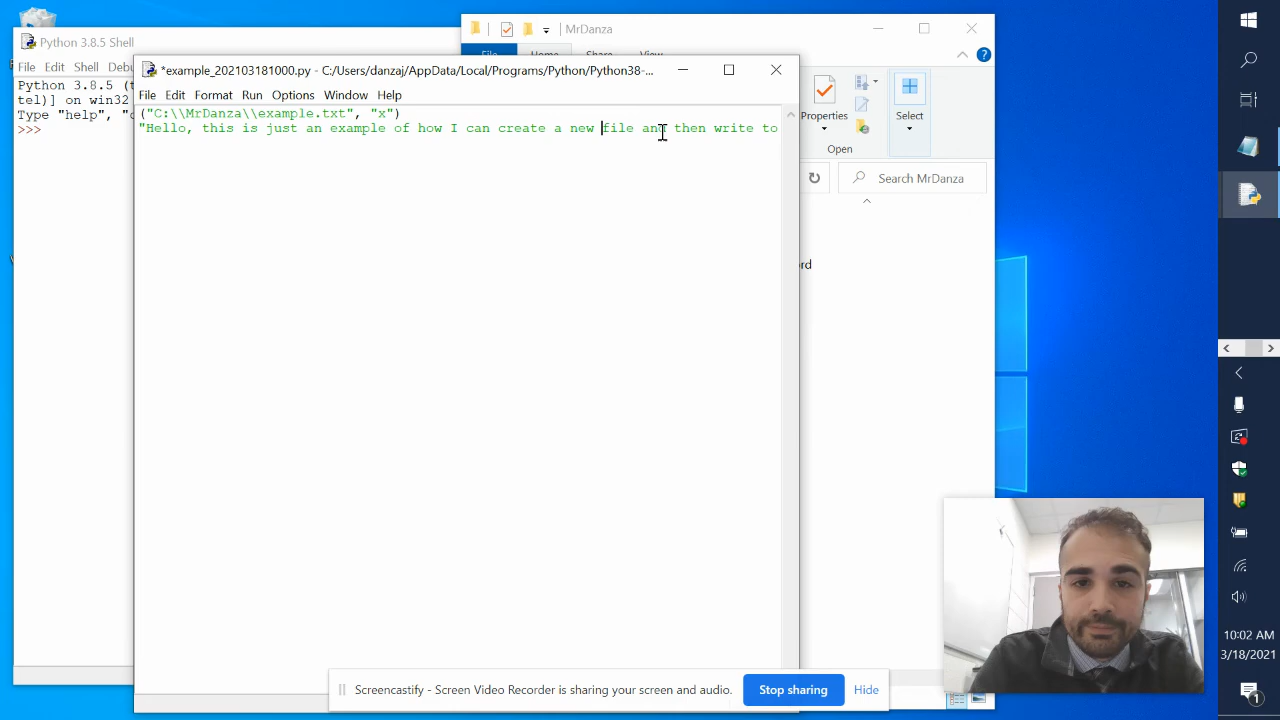 MrDanza
Python 3.8.5 Shell
File Home Share View
File Edit Shell Debu
*example_2021031810 0.py - C:/Users/danzaj/AppData/Local/Programs/Python/Python38-...
File Edit Format Run Options Window Help
Python 3.8.5 (t
tel)] on win32
Type "help", "c
>>>
("C:\\MrDanza\\example.txt", "x")
"Hello, this is just an example of how I can create a new file and then write to
Properties
Select
Open
Search MrDanza
rd
Screencastify - Screen Video Recorder is sharing your screen and audio.
Stop sharing
Hide
10:02 AM
3/18/2021
1